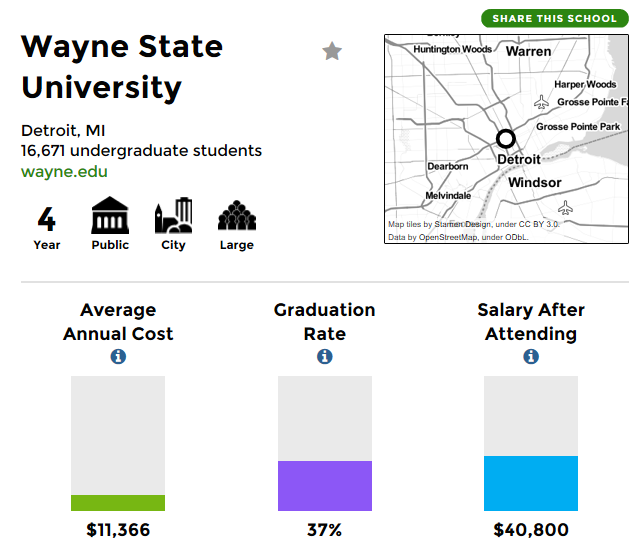 SHARE THIS SCHOOL
Wayne State
University
Detroit, MI
16,671 undergraduate students
wayne.edu
4
Year
Public
City
Large
Huntington Woods
Warren
Harper Woods
Grosse Pointe Fa
Grosse Pointe Park
Detroit
Dearborn
Windsor
Melvindale
Map tiles by Stamen Design, under CC BY 3.0.
Data by OpenStreetMap, under ODbL.
Average
Annual Cost
Graduation
Rate
Salary After
Attending
i
i
i
$11,366
37%
$40,800